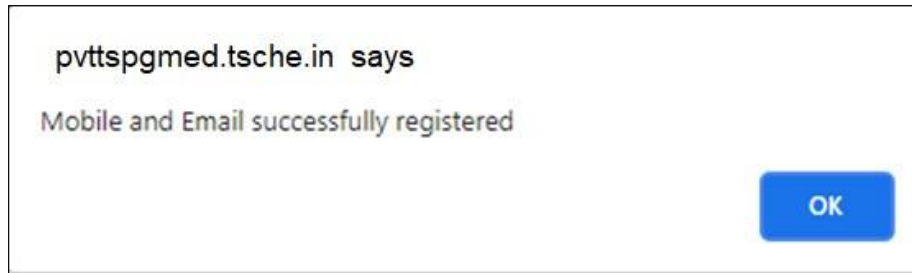 pvttspgmed.tsche.in says
Mobile and Email successfully registered
OK